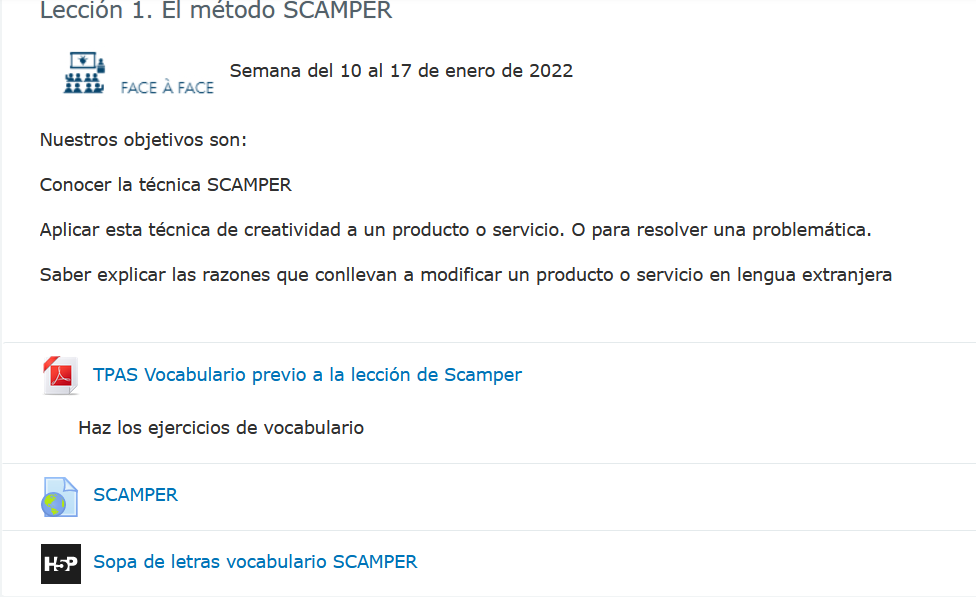 Lección 1. El método SCAMPER
FACE À FACE
Semana del 10 al 17 de enero de 2022
Nuestros objetivos son:
Conocer la técnica SCAMPER
Aplicar esta técnica de creatividad a un producto o servicio. O para resolver una problemática.
Saber explicar las razones que conllevan a modificar un producto o servicio en lengua extranjera
TPAS Vocabulario previo a la lección de Scamper
Haz los ejercicios de vocabulario
SCAMPER
H5P
Sopa de letras vocabulario SCAMPER